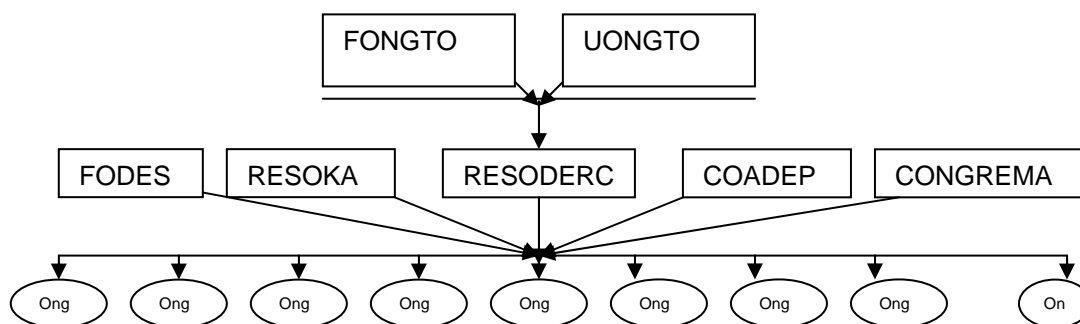 FONGTO UONGTO
FODES RESOKA RESODERC COADEP CONGREMA
Ong Ong Ong Ong Ong Ong Ong Ong On